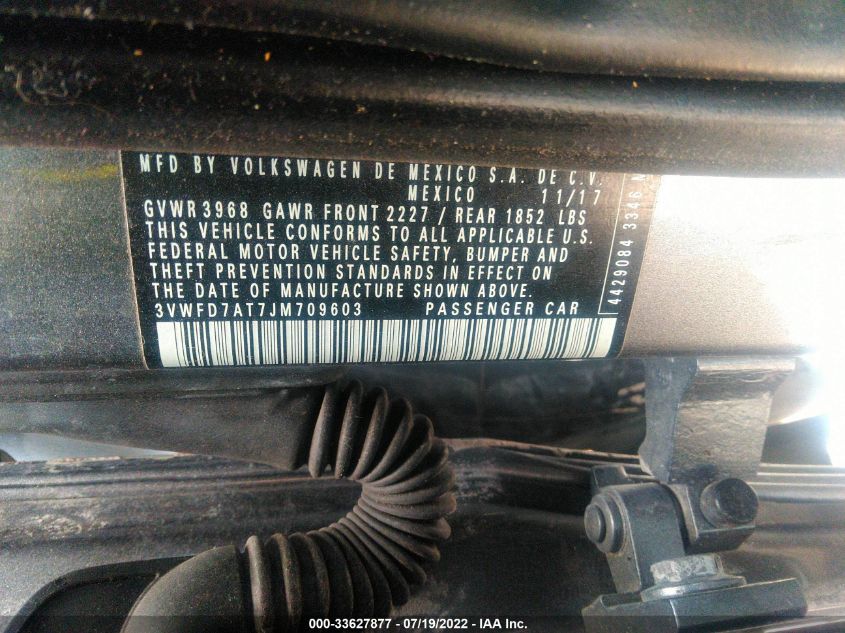 MFD BY VOLKSWAGEN DE MEXICO S.A. DE C.V.
MEXICO 11/17
GVWR 3968 GAWR FRONT 2227 / REAR 1852 LBS
THIS VEHICLE CONFORMS TO ALL APPLICABLE U.S.
FEDERAL MOTOR VEHICLE SAFETY, BUMPER AND
THEFT PREVENTION STANDARDS IN EFFECT ON
THE DATE OF MANUFACTURE SHOWN ABOVE.
3VWFD7AT7JM709603 PASSENGER CAR
4429084 3346 N
000-33627877 - 07/19/2022 - IAA Inc.